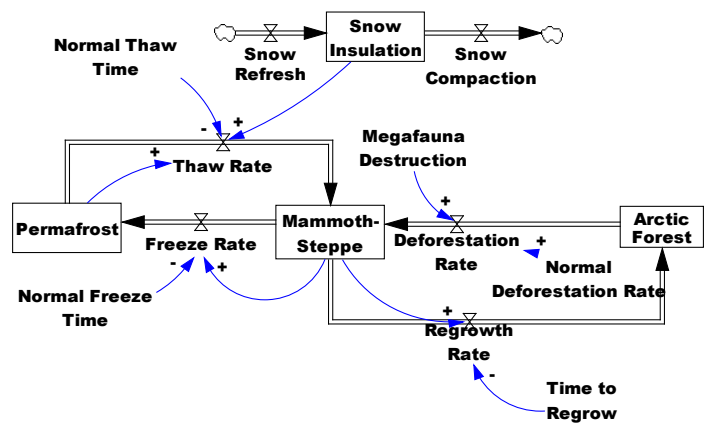 Normal Thaw
Time
Snow
Refresh
Snow
Insulation
Snow
Compaction
-
+
+
Thaw Rate
Megafauna
Destruction
+
Permafrost
Freeze Rate
-
+
Mammoth-
Steppe
Deforestation
Rate
+
Normal
Deforestation Rate
Arctic
Forest
Normal Freeze
Time
+
Regrowth
Rate
-
Time to
Regrow